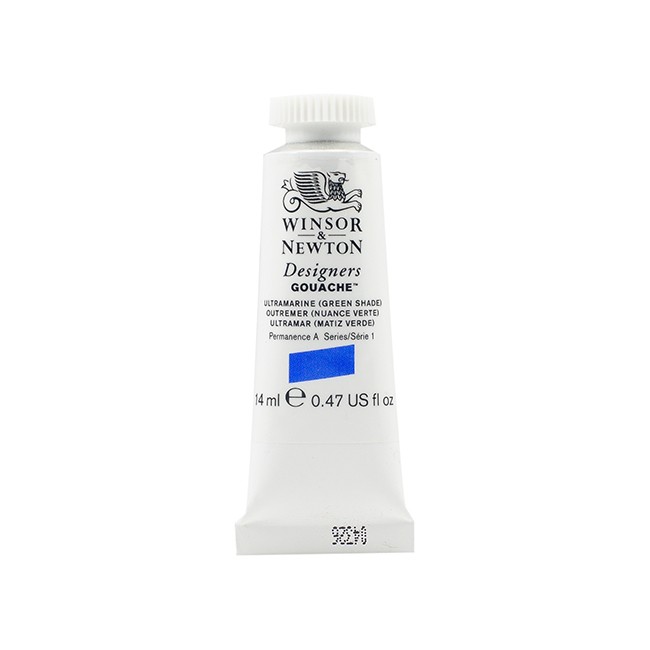 WINSOR
&
NEWTON
Designers
GOUACHE™
ULTRAMARINE (GREEN SHADE)
OUTREMER (NUANCE VERTE)
ULTRAMAR (MATIZ VERDE)
Permanence A Series/Série 1
14 ml ℮ 0.47 US fl oz
04326